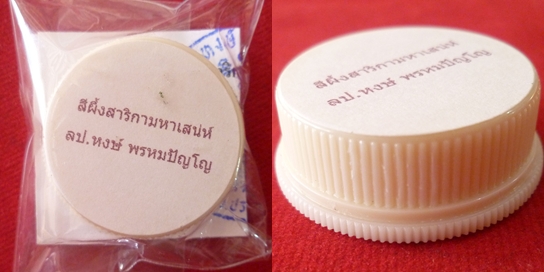 สีผึ้งสาริกามหาเสน่ห์
ลป.หงษ์ พรหมปัญโญ
สีผึ้งสาริกามหาเสน่ห์
ลป.หงษ์ พรหมปัญโญ